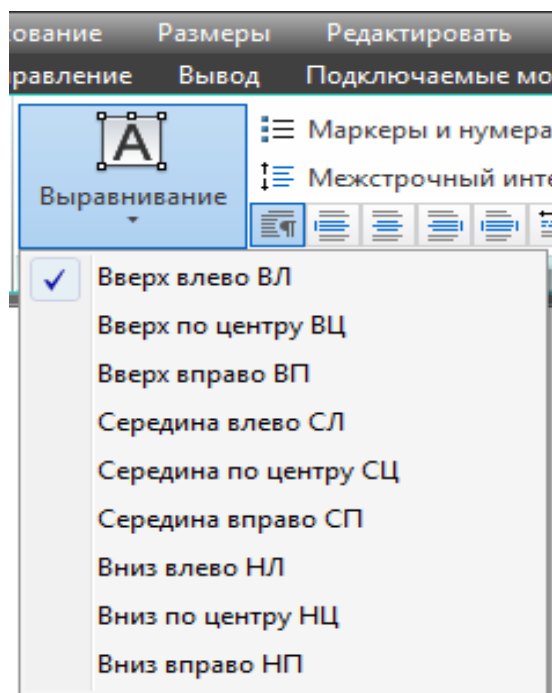 ование Размеры Редактировать
равление Вывод Подключаемые мо
A
Выравнивание
Маркеры и нумера
Межстрочный инте
Вверх влево ВЛ
Вверх по центру ВЦ
Вверх вправо ВП
Середина влево СЛ
Середина по центру СЦ
Середина вправо СП
Вниз влево НЛ
Вниз по центру НЦ
Вниз вправо НП